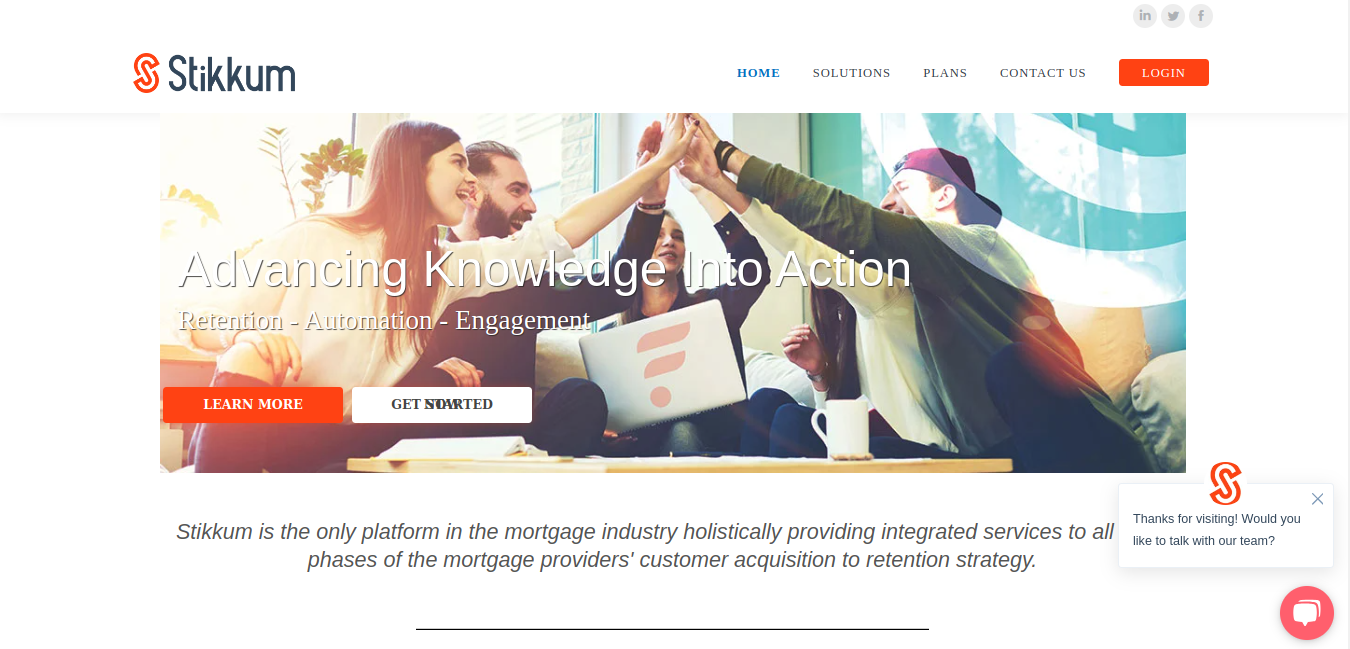 Stikkum
HOME SOLUTIONS PLANS CONTACT US LOGIN
Advancing Knowledge Into Action
Retention - Automation - Engagement
LEARN MORE
GET STARTED
NOW
Stikkum is the only platform in the mortgage industry holistically providing integrated services to all
phases of the mortgage providers' customer acquisition to retention strategy.
Thanks for visiting! Would you
like to talk with our team?